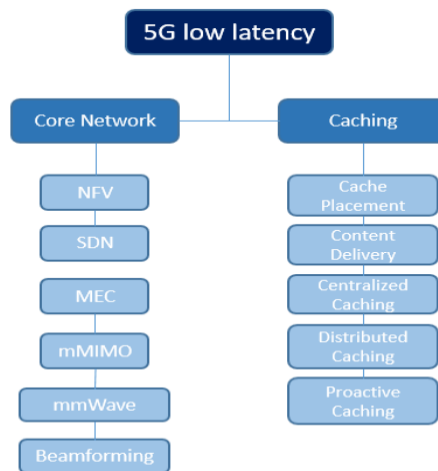 5G low latency
Core Network
Caching
NFV
SDN
MEC
mMIMO
mmWave
Beamforming
Cache
Placement
Content
Delivery
Centralized
Caching
Distributed
Caching
Proactive
Caching